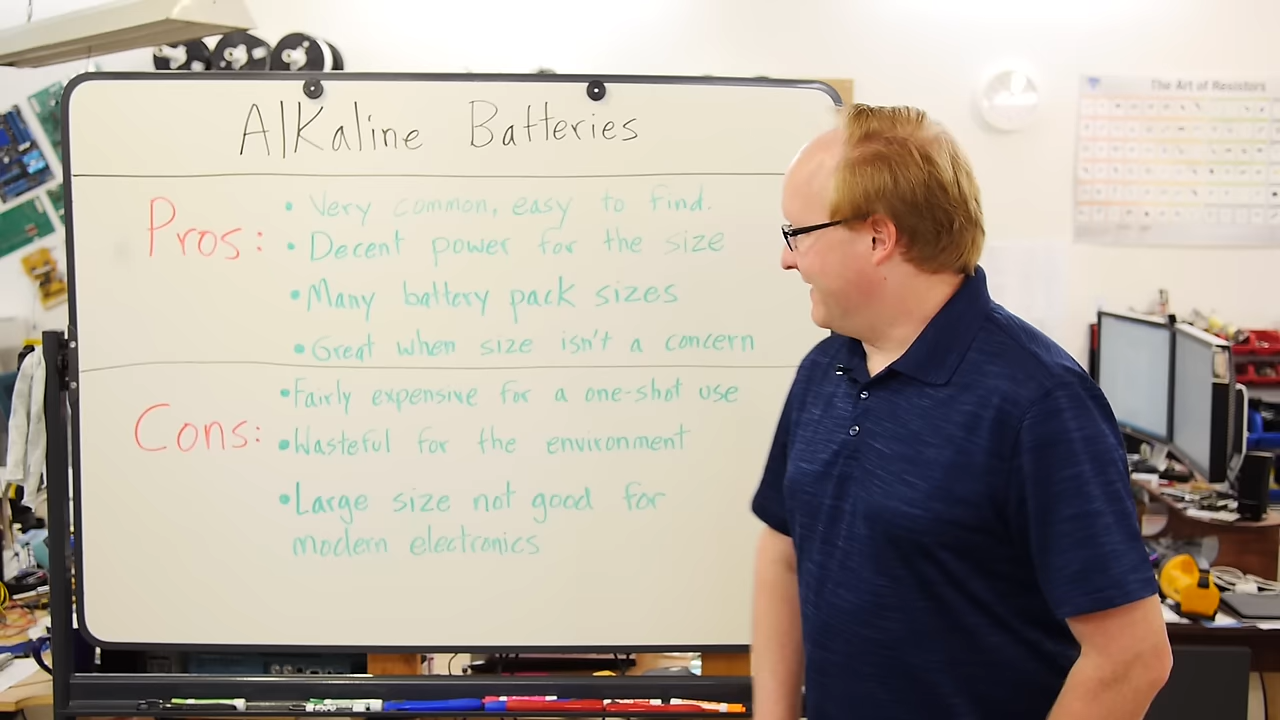 Alkaline Batteries
Pros:
• Very common, easy to find.
• Decent power for the size
• Many battery pack sizes
• Great when size isn't a concern
Cons:
• Fairly expensive for a one-shot use
• Wasteful for the environment
• Large size not good for
modern electronics
The Art of Resistors